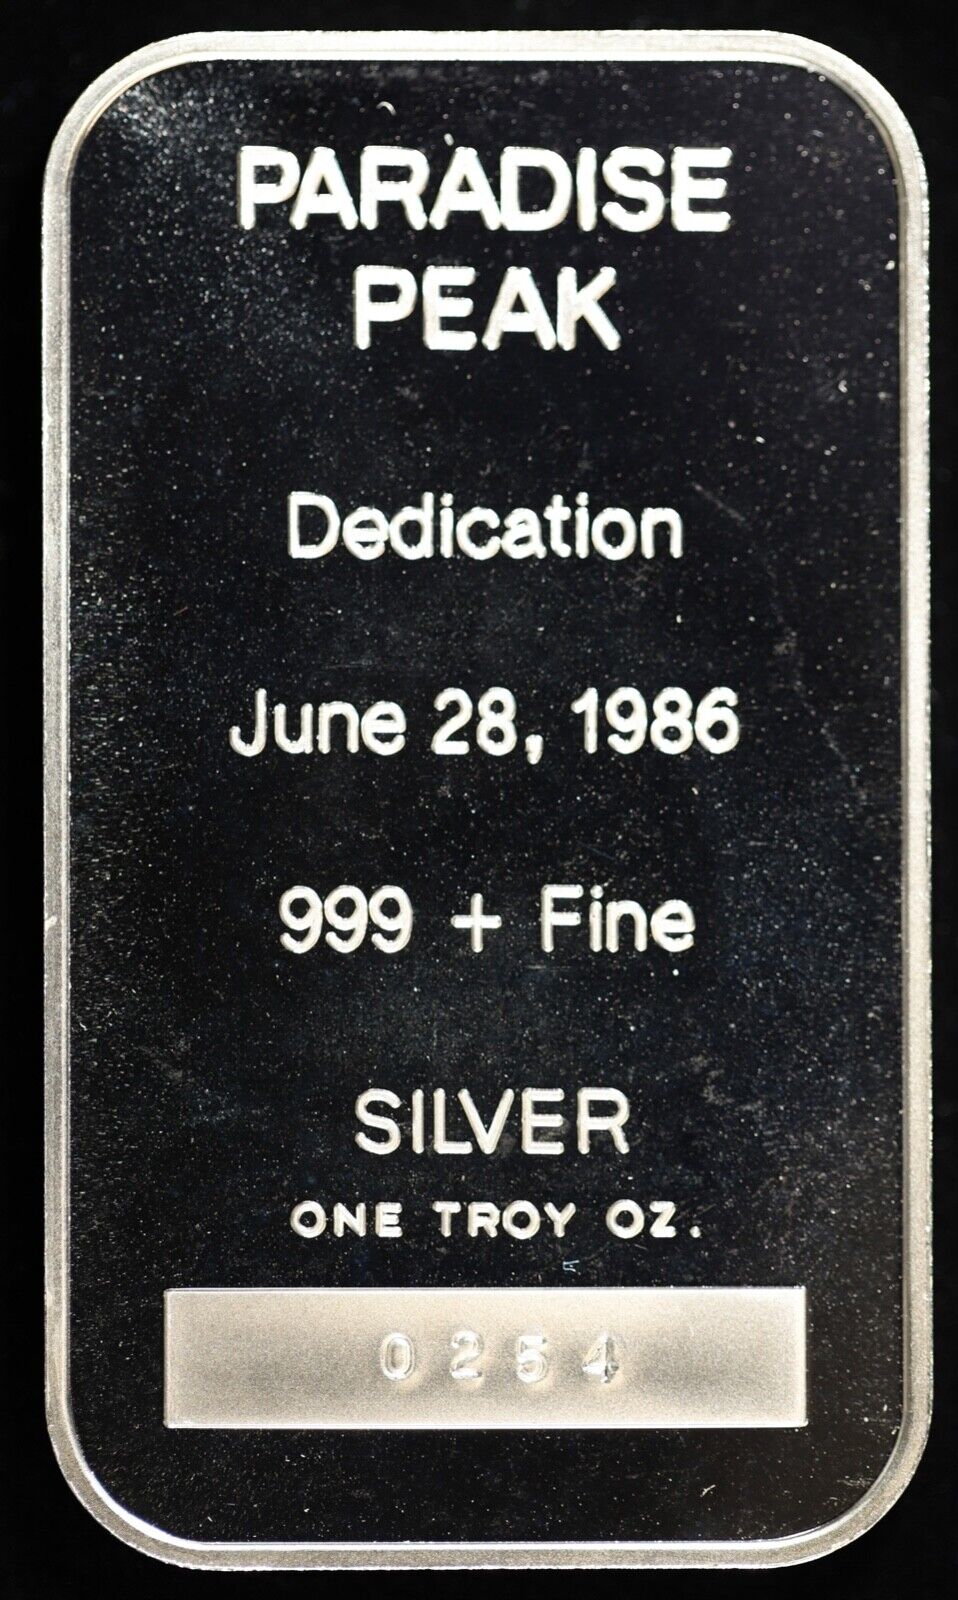 PARADISE
PEAK
Dedication
June 28, 1986
999 + Fine
SILVER
ONE TROY OZ.
0254